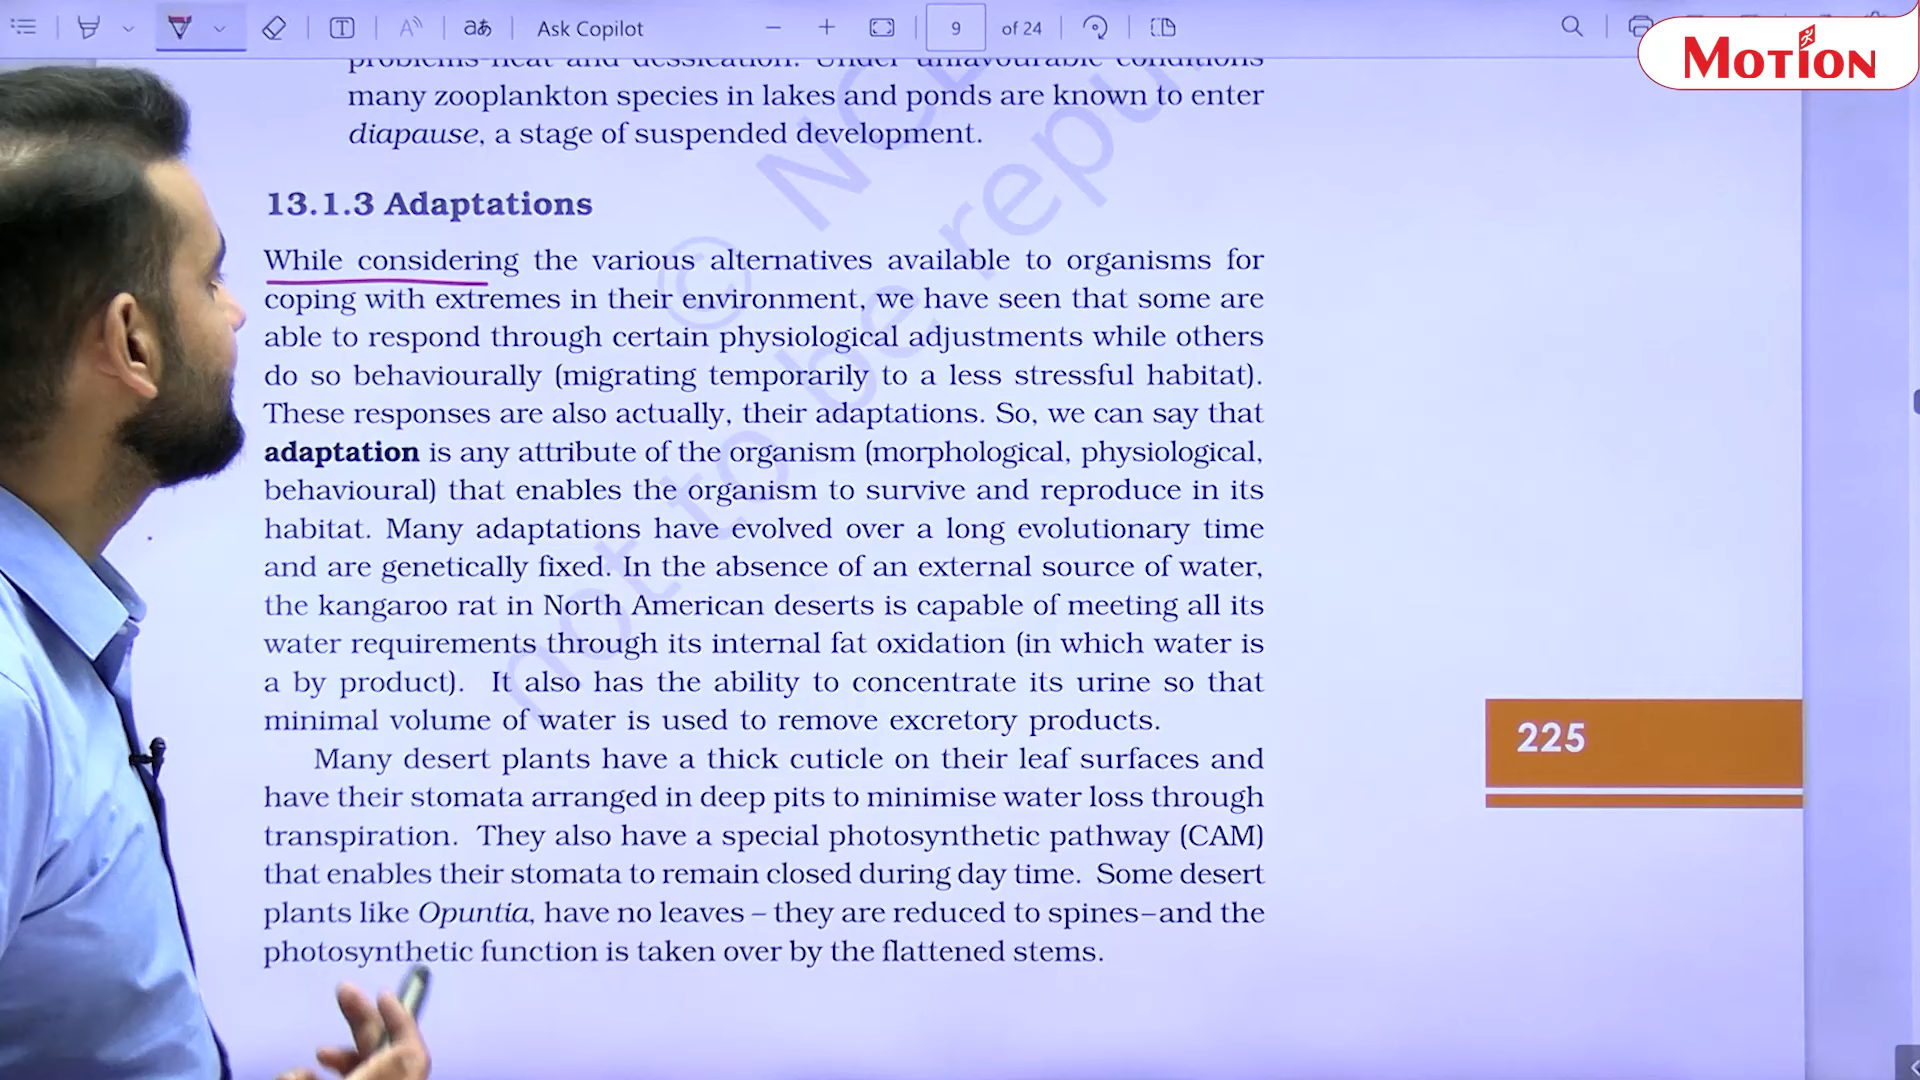 Ask Copilot
9 of 24
MOTION
problems-heat and dessication. Under unfavourable conditions
many zooplankton species in lakes and ponds are known to enter
diapause, a stage of suspended development.
13.1.3 Adaptations
While considering the various alternatives available to organisms for
coping with extremes in their environment, we have seen that some are
able to respond through certain physiological adjustments while others
do so behaviourally (migrating temporarily to a less stressful habitat).
These responses are also actually, their adaptations. So, we can say that
adaptation is any attribute of the organism (morphological, physiological,
behavioural) that enables the organism to survive and reproduce in its
habitat. Many adaptations have evolved over a long evolutionary time
and are genetically fixed. In the absence of an external source of water,
the kangaroo rat in North American deserts is capable of meeting all its
water requirements through its internal fat oxidation (in which water is
a by product). It also has the ability to concentrate its urine so that
minimal volume of water is used to remove excretory products.
Many desert plants have a thick cuticle on their leaf surfaces and
have their stomata arranged in deep pits to minimise water loss through
transpiration. They also have a special photosynthetic pathway (CAM)
that enables their stomata to remain closed during day time. Some desert
plants like Opuntia, have no leaves – they are reduced to spines–and the
photosynthetic function is taken over by the flattened stems.
225
not to be repu
© NCE